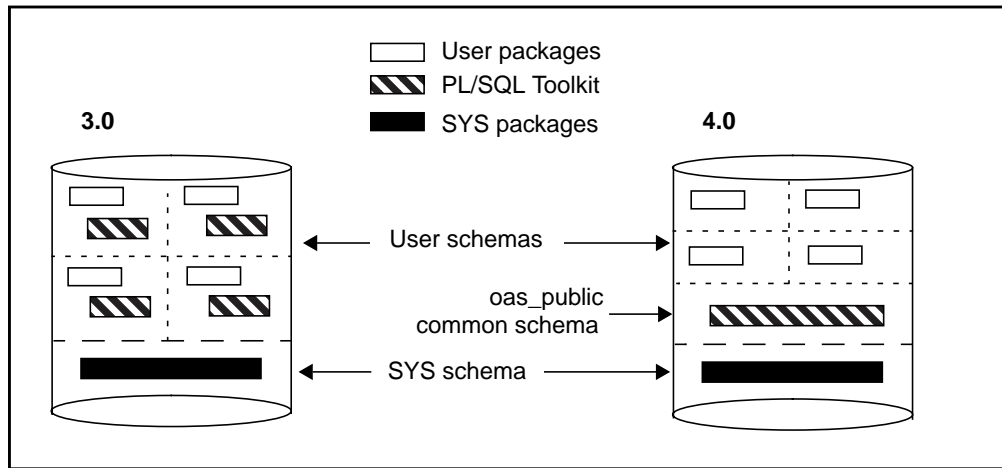 User packages
PL/SQL Toolkit
SYS packages
3.0
4.0
User schemas
oas_public
common schema
SYS schema